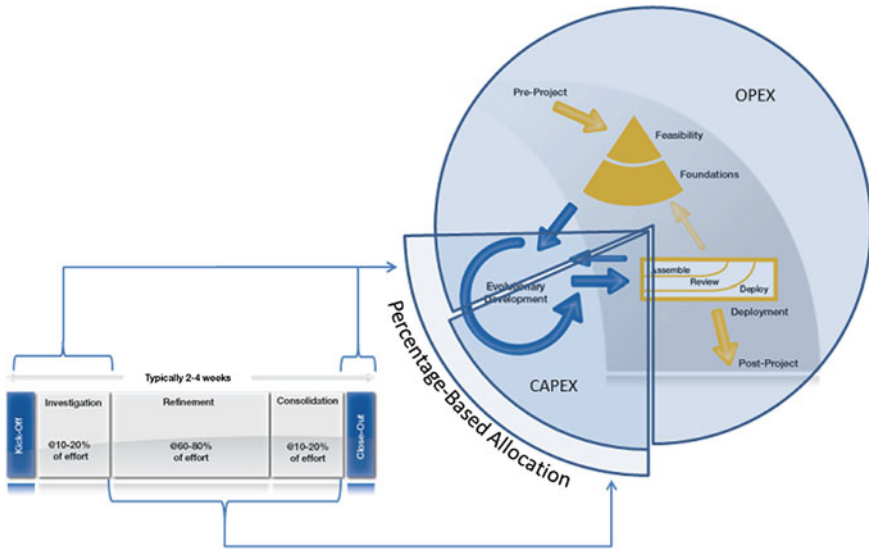 Pre-Project
OPEX
Feasibility
Foundations
Assemble
Review
Deploy
Evolutionary
Development
Deployment
Post-Project
CAPEX
Percentage-Based Allocation
Typically 2-4 weeks
Kick-Off
Investigation
@10-20%
of effort
Refinement
@60-80%
of effort
Consolidation
@10-20%
of effort
Close-Out